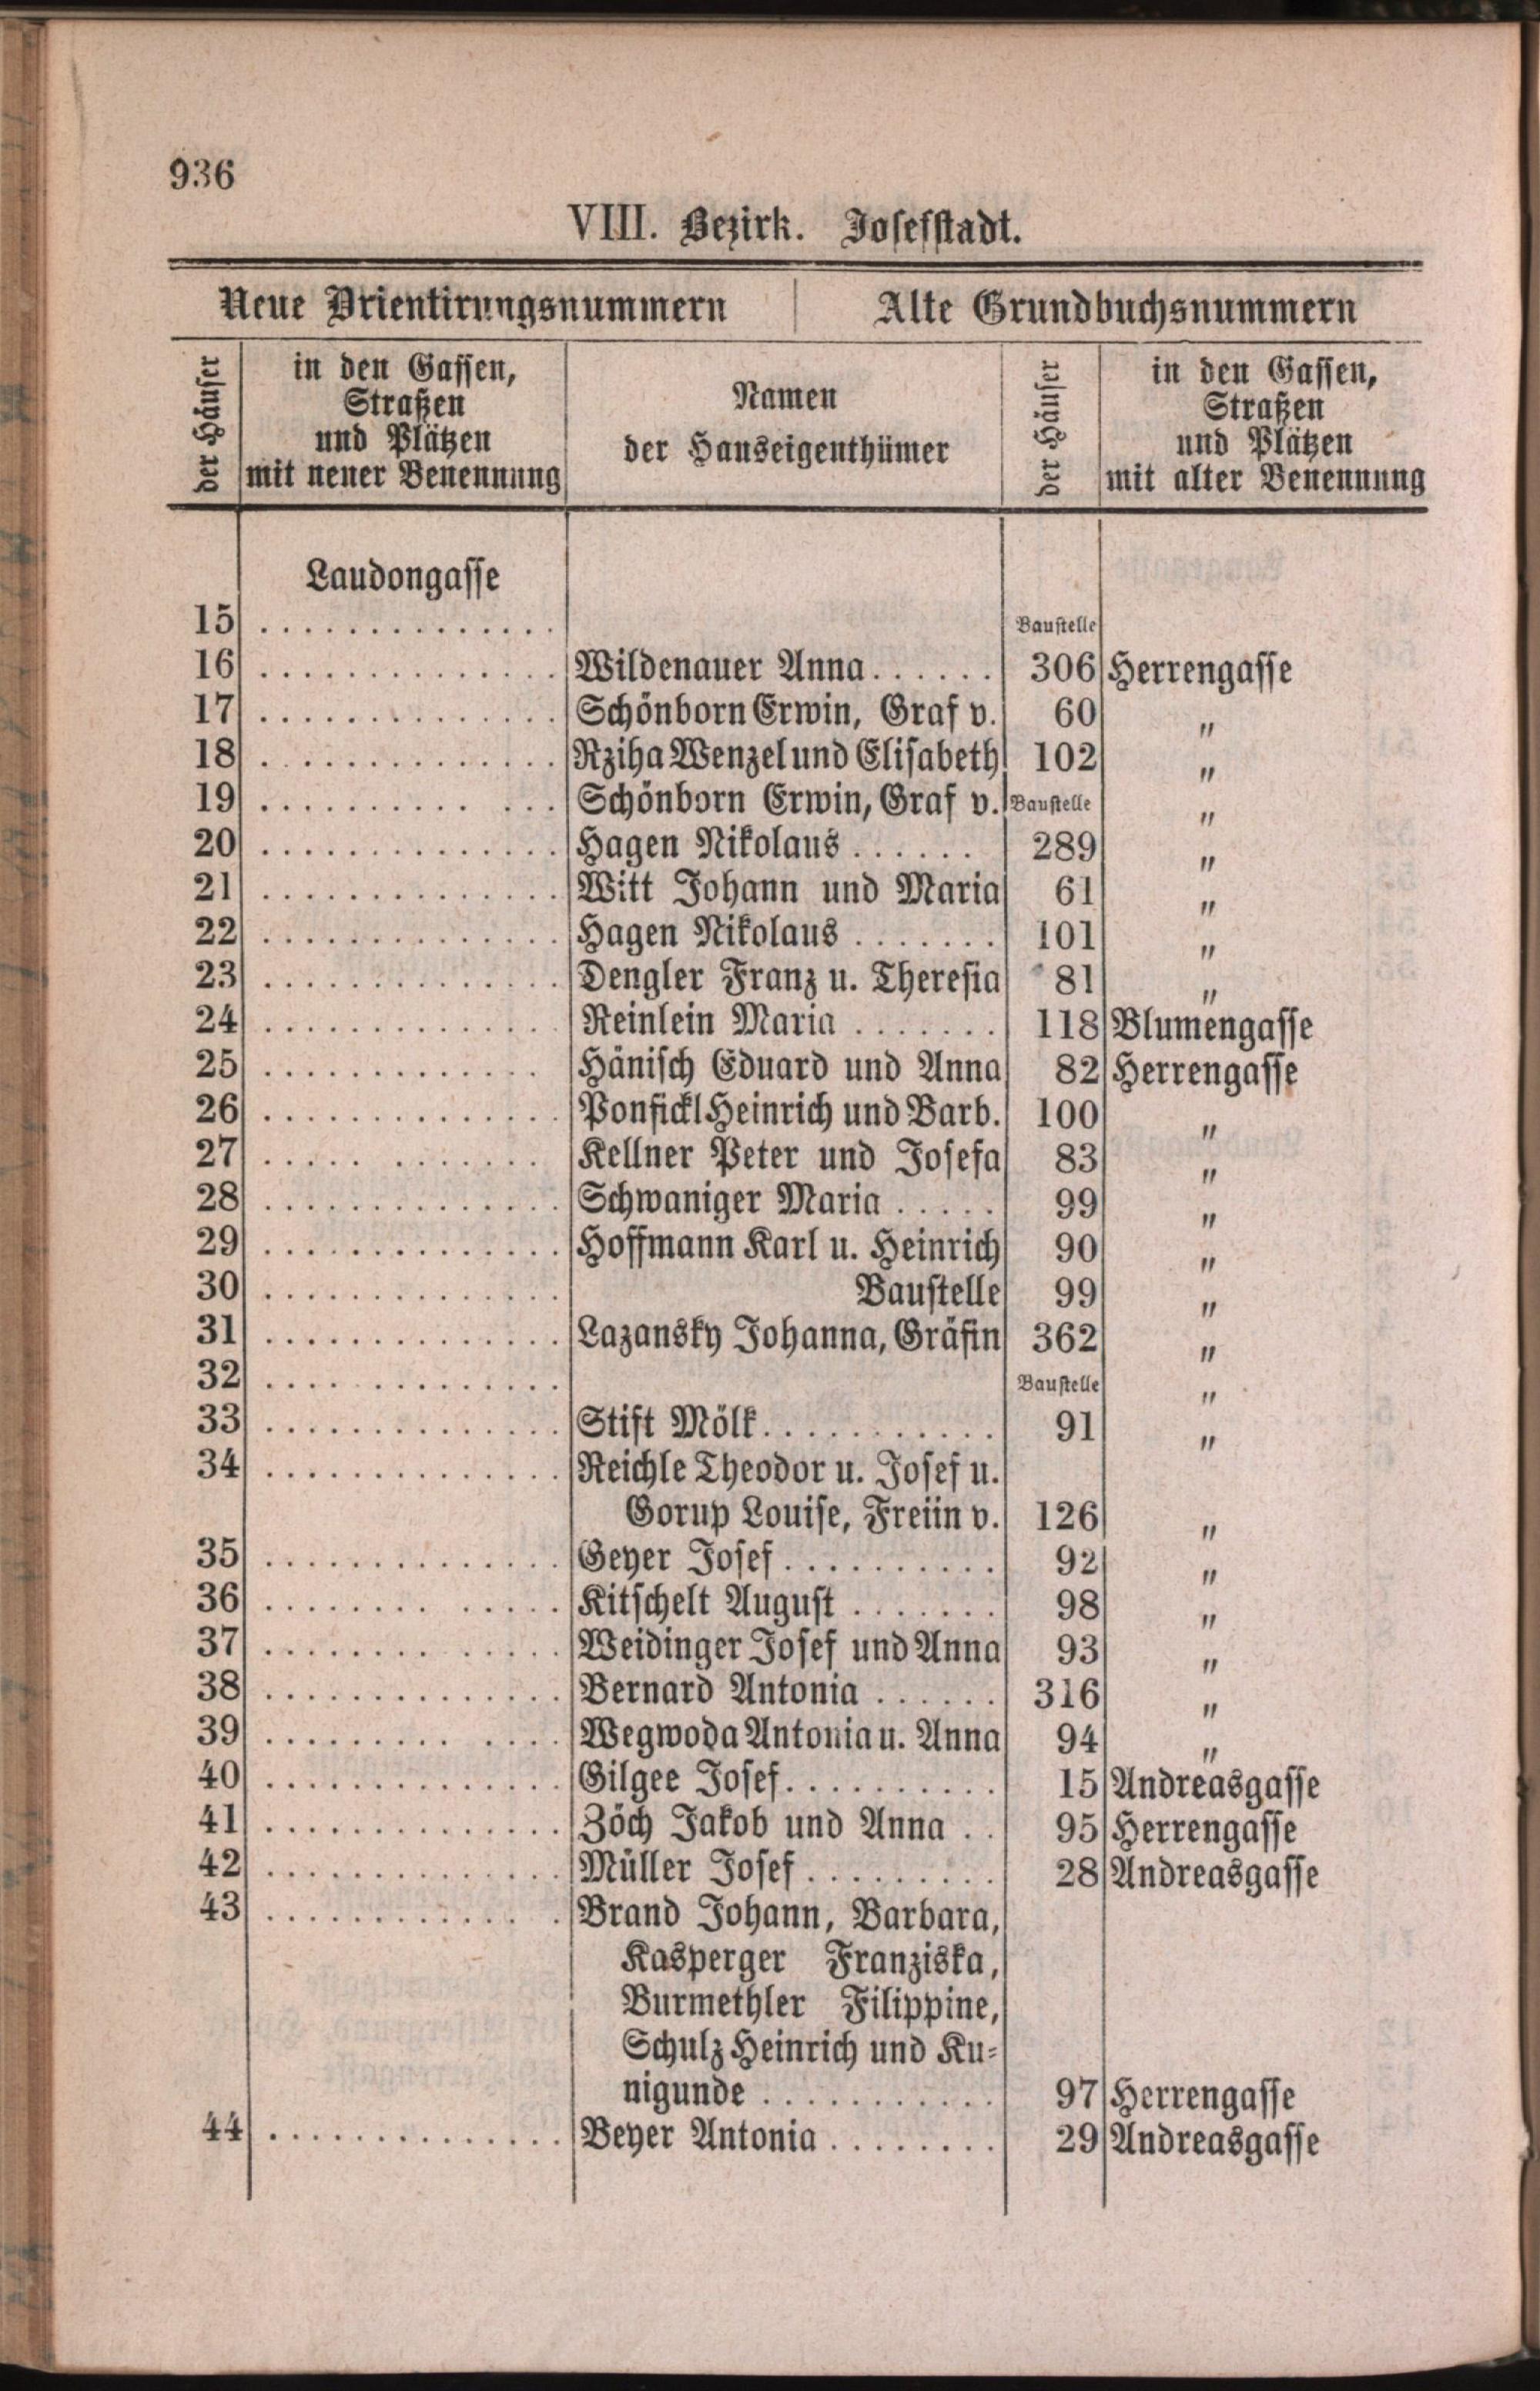 936
VIII. Bezirk. Josefstadt.
Neue Orientirungsnummern Alte Grundbuchsnummern
der Häuser
in den Gassen,
Straßen
und Plätzen
mit neuer Benennung
Namen
der Hauseigenthümer
der Häuser
in den Gassen,
Straßen
und Plätzen
mit alter Benennung
Laudongasse
15 . . . . . . . . . . . . . . Baustelle
16 . . . . . . . . . . . . . . Wildenauer Anna . . . . . . 306 Herrengasse
17 . . . . . . . . . . . . . . Schönborn Erwin, Graf v. 60 "
18 . . . . . . . . . . . . . . Rziha Wenzel und Elisabeth 102 "
19 . . . . . . . . . . . . . Schönborn Erwin, Graf v. Baustelle "
20 . . . . . . . . . . . . . . Hagen Nikolaus . . . . . . 289 "
21 . . . . . . . . . . . . . . Witt Johann und Maria 61 "
22 . . . . . . . . . . . . . . Hagen Nikolaus . . . . . . . 101 "
23 . . . . . . . . . . . . . . Dengler Franz u. Theresia 81 "
24 . . . . . . . . . . . . . . Reinlein Maria . . . . . . . 118 Blumengasse
25 . . . . . . . . . . . . . Hänisch Eduard und Anna 82 Herrengasse
26 . . . . . . . . . . . . . . Ponfickl Heinrich und Barb. 100 "
27 . . . . . . . . . . . . Kellner Peter und Josefa 83 "
28 . . . . . . . . . . . . . . Schwaniger Maria . . . . . 99 "
29 . . . . . . . . . . . . . . Hoffmann Karl u. Heinrich 90 "
30 . . . . . . . . . . . . . . Baustelle 99 "
31 . . . . . . . . . . . . . . Lazansky Johanna, Gräfin 362 "
32 . . . . . . . . . . . . . Baustelle "
33 . . . . . . . . . . . . . . Stift Mölk . . . . . . . . . . . 91 "
34 . . . . . . . . . . . . . . Reichle Theodor u. Josef u.
Gorup Louise, Freiin v. 126 "
35 . . . . . . . . . . . . . . Geyer Josef . . . . . . . . . . 92 "
36 . . . . . . . . . . . . . Kitschelt August . . . . . . . 98 "
37 . . . . . . . . . . . . . Weidinger Josef und Anna 93 "
38 . . . . . . . . . . . . . . Bernard Antonia . . . . . . 316 "
39 . . . . . . . . . . . . . Wegwoda Antonia u. Anna 94 "
40 . . . . . . . . . . . . . . Gilgee Josef . . . . . . . . . . 15 Andreasgasse
41 . . . . . . . . . . . . . . Zöch Jakob und Anna . . 95 Herrengasse
42 . . . . . . . . . . . . . . Müller Josef . . . . . . . . . 28 Andreasgasse
43 . . . . . . . . . . . . . Brand Johann, Barbara,
Kasperger Franziska,
Burmethler Filippine,
Schulz Heinrich und Ku-
nigunde . . . . . . . . . . . 97 Herrengasse
44 . . . . . . . . . . . . . . Beyer Antonia . . . . . . . . 29 Andreasgasse